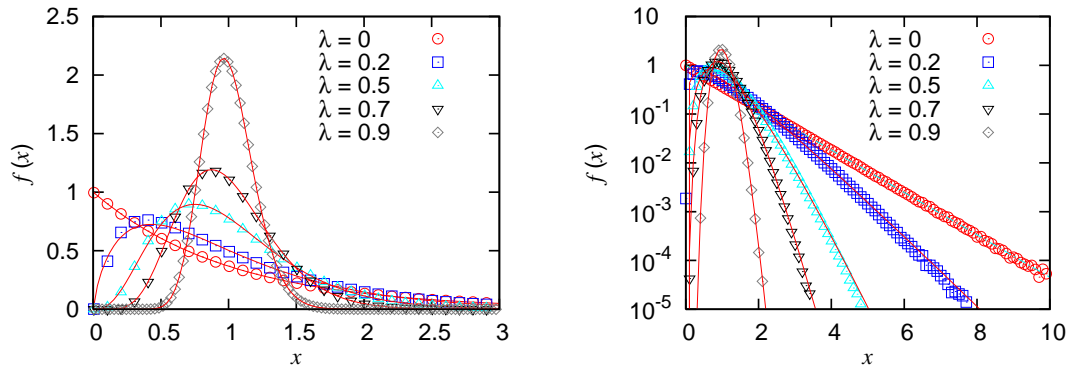 2.5
2
1.5
1
0.5
0
0
0.5
1
1.5
2
2.5
3
f (x)
x
λ = 0
λ = 0.2
λ = 0.5
λ = 0.7
λ = 0.9
10
1
10⁻¹
10⁻²
10⁻³
10⁻⁴
10⁻⁵
0
2
4
6
8
10
f (x)
x
λ = 0
λ = 0.2
λ = 0.5
λ = 0.7
λ = 0.9